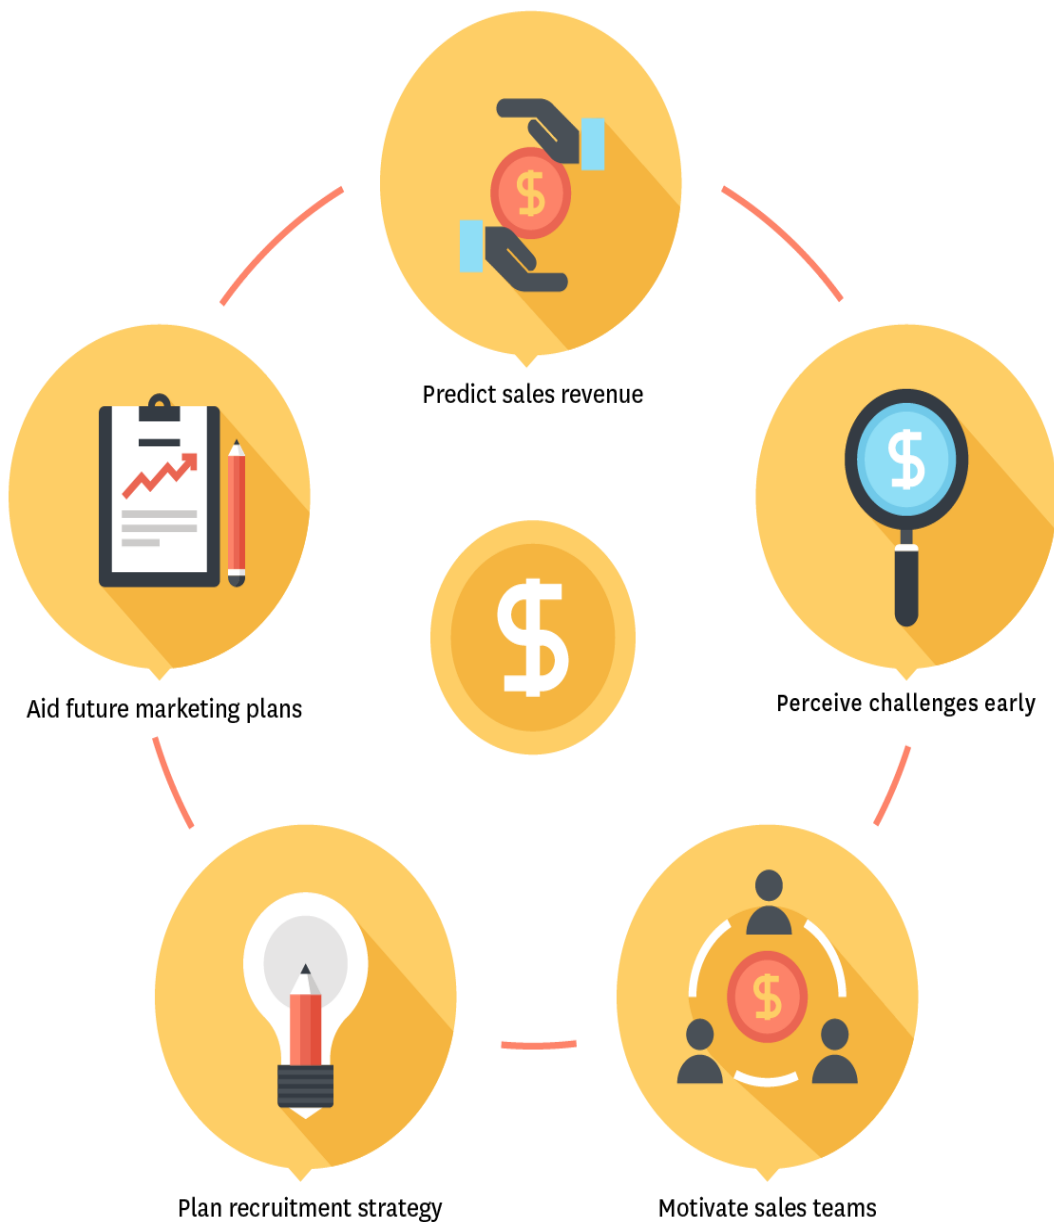 Predict sales revenue
Aid future marketing plans
Perceive challenges early
Plan recruitment strategy
Motivate sales teams